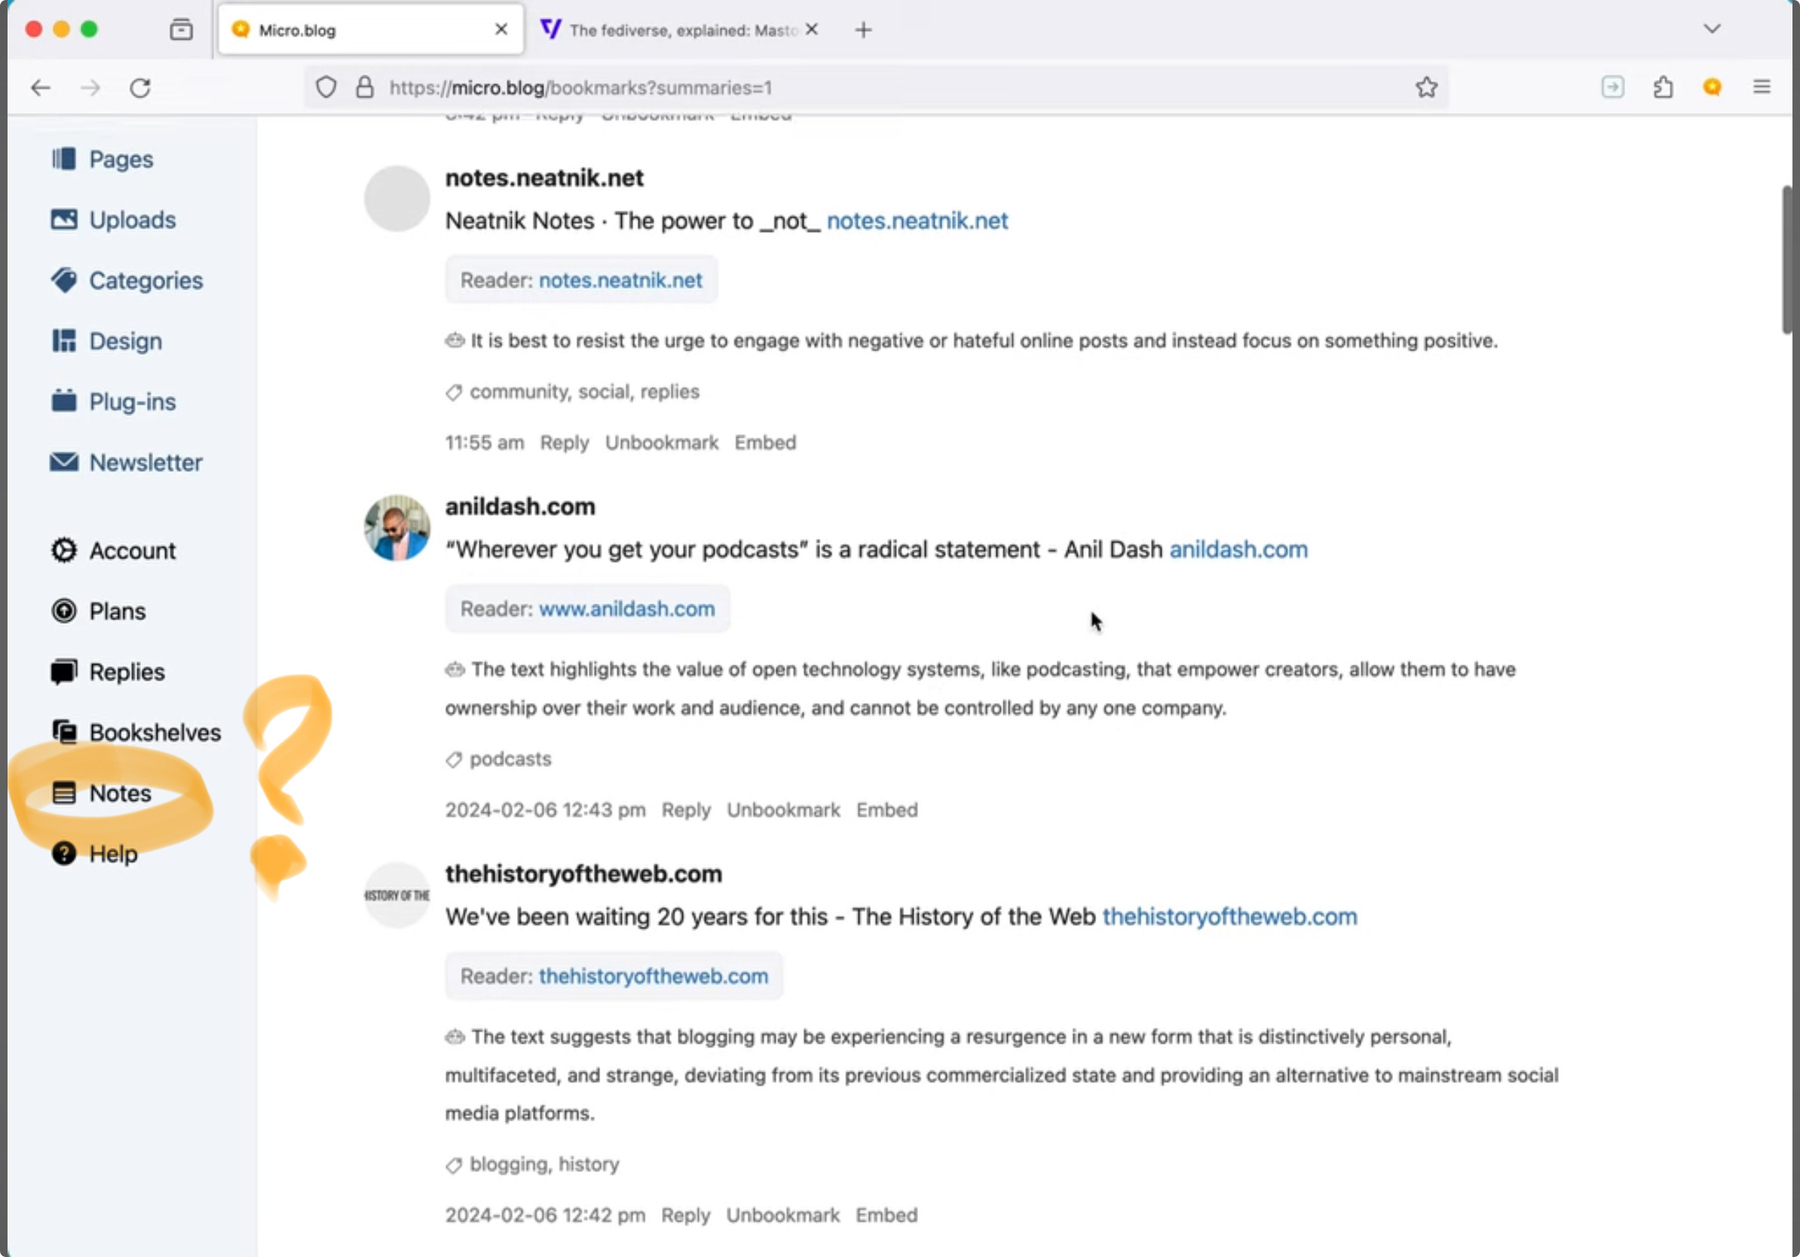 Micro.blog
The fediverse, explained: Masto
https://micro.blog/bookmarks?summaries=1
Pages
Uploads
Categories
Design
Plug-ins
Newsletter
Account
Plans
Replies
Bookshelves
Notes
Help
?
Reply Unbookmark Embed
notes.neatnik.net
Neatnik Notes · The power to _not_ notes.neatnik.net
Reader: notes.neatnik.net
It is best to resist the urge to engage with negative or hateful online posts and instead focus on something positive.
community, social, replies
11:55 am Reply Unbookmark Embed
anildash.com
“Wherever you get your podcasts” is a radical statement - Anil Dash anildash.com
Reader: www.anildash.com
The text highlights the value of open technology systems, like podcasting, that empower creators, allow them to have
ownership over their work and audience, and cannot be controlled by any one company.
podcasts
2024-02-06 12:43 pm Reply Unbookmark Embed
HISTORY OF THE
thehistoryoftheweb.com
We've been waiting 20 years for this - The History of the Web thehistoryoftheweb.com
Reader: thehistoryoftheweb.com
The text suggests that blogging may be experiencing a resurgence in a new form that is distinctively personal,
multifaceted, and strange, deviating from its previous commercialized state and providing an alternative to mainstream social
media platforms.
blogging, history
2024-02-06 12:42 pm Reply Unbookmark Embed